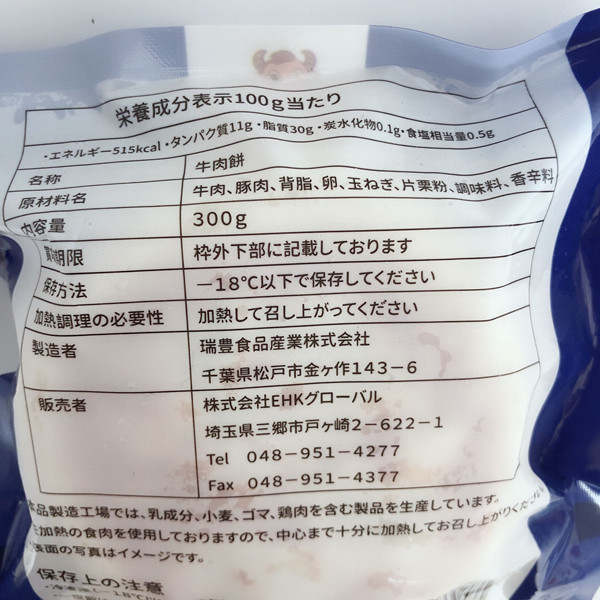 栄養成分表示100g当たり
・エネルギー515kcal・タンパク質11g・脂質30g・炭水化物0.1g・食塩相当量0.5g
名称 牛肉餅
原材料名 牛肉、豚肉、背脂、卵、玉ねぎ、片栗粉、調味料、香辛料
内容量 300g
賞味期限 枠外下部に記載しております
保存方法 −18℃以下で保存してください
加熱調理の必要性 加熱して召し上がってください
製造者 瑞豊食品産業株式会社
千葉県松戸市金ヶ作143−6
販売者 株式会社EHKグローバル
埼玉県三郷市戸ヶ崎2−622−1
Tel 048−951−4277
Fax 048−951−4377
品製造工場では、乳成分、小麦、ゴマ、鶏肉を含む製品を生産しています。
加熱の食肉を使用しておりますので、中心まで十分に加熱してお召し上がりくださ
表面の写真はイメージです。
保存上の注意